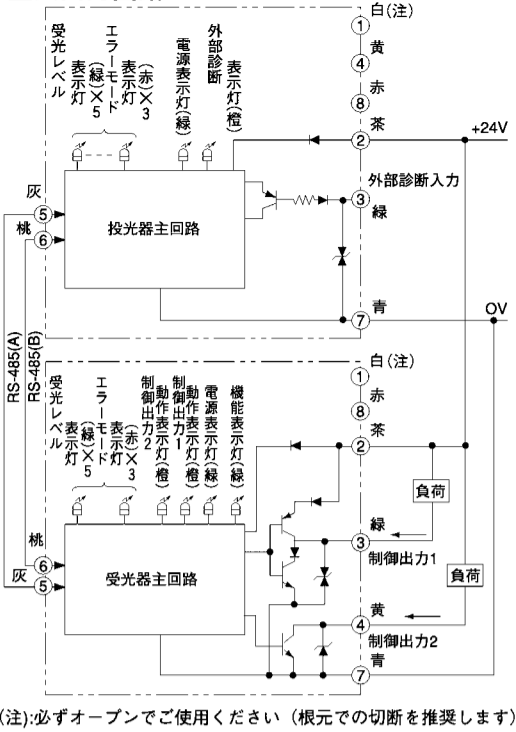 白(注)
①
黄
④
赤
⑧
茶
②
+24V
受光レベル
表示灯
(緑)×5
エラーモード
表示灯
(赤)×3
電源表示灯(緑)
外部診断
表示灯(橙)
外部診断入力
③
緑
灰
⑤
桃
⑥
投光器主回路
青
⑦
OV
RS-485(A)
RS-485(B)
白(注)
①
赤
⑧
茶
②
受光レベル
表示灯
(緑)×5
エラーモード
表示灯
(赤)×3
制御出力2
動作表示灯(橙)
制御出力1
動作表示灯(橙)
電源表示灯(緑)
機能表示灯(緑)
負荷
緑
③
制御出力1
桃
⑥
灰
⑤
受光器主回路
負荷
黄
④
制御出力2
青
⑦
(注):必ずオープンでご使用ください（根元での切断を推奨します）